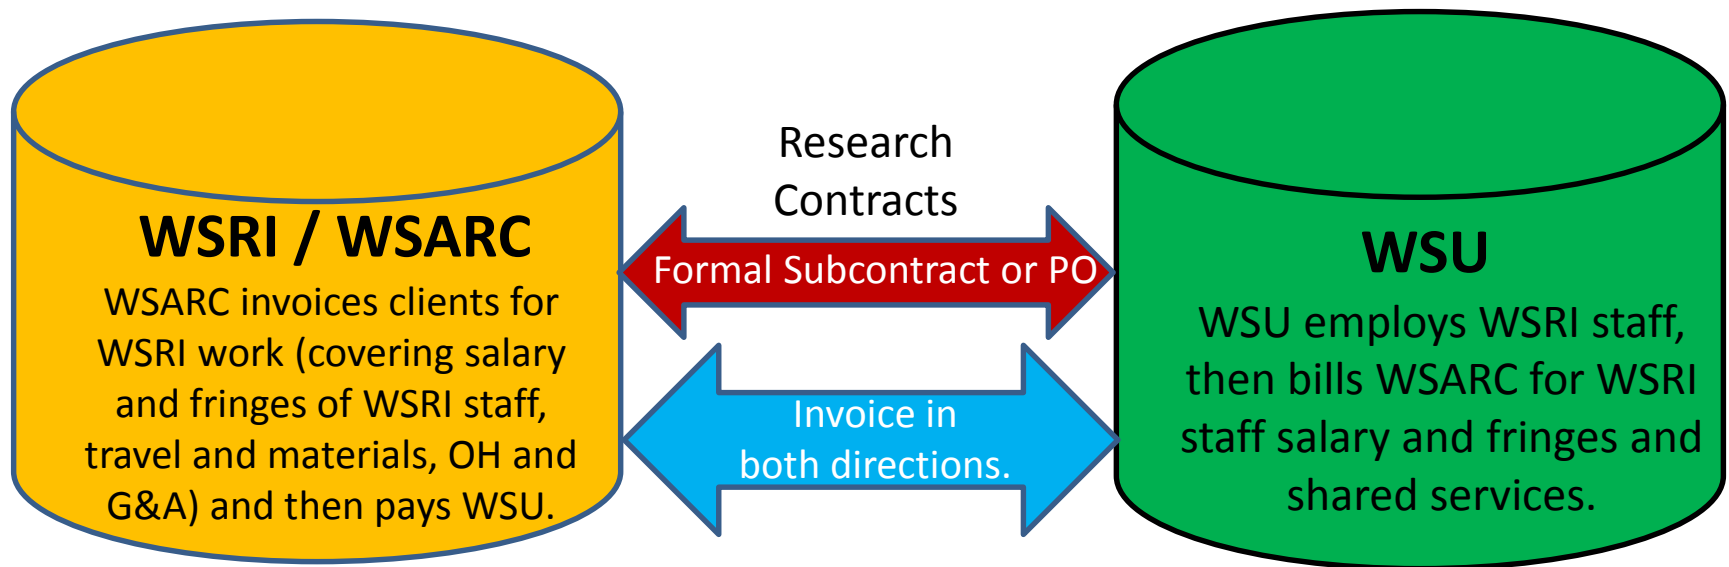 WSRI / WSARC
WSARC invoices clients for
WSRI work (covering salary
and fringes of WSRI staff,
travel and materials, OH and
G&A) and then pays WSU.
Research
Contracts
Formal Subcontract or PO
Invoice in
both directions.
WSU
WSU employs WSRI staff,
then bills WSARC for WSRI
staff salary and fringes and
shared services.